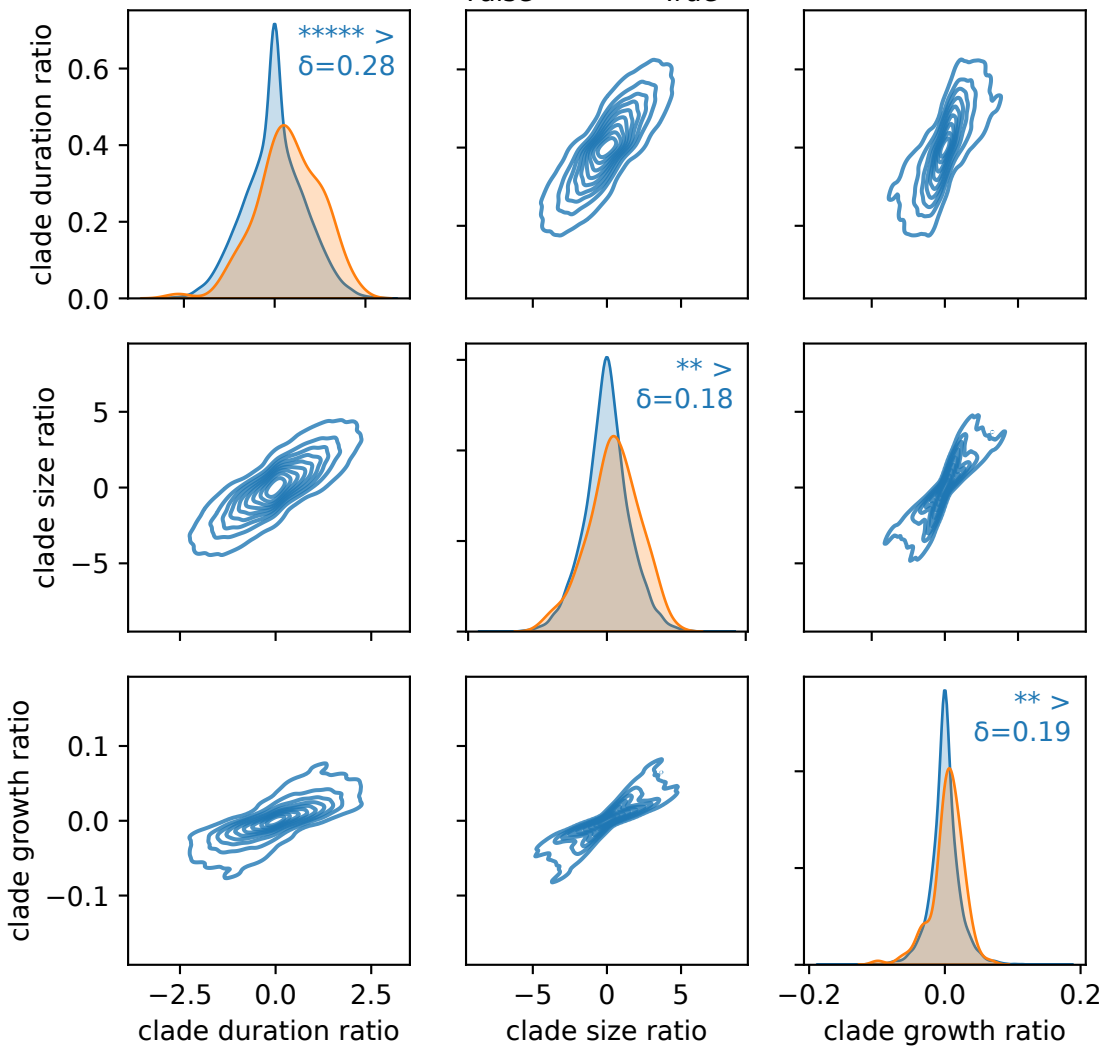 clade duration ratio
0.6
0.4
0.2
0.0
***** >
δ=0.28
clade size ratio
5
0
−5
** >
δ=0.18
clade growth ratio
0.1
0.0
−0.1
** >
δ=0.19
−2.5 0.0 2.5
−5 0 5
−0.2 0.0 0.2
clade duration ratio
clade size ratio
clade growth ratio